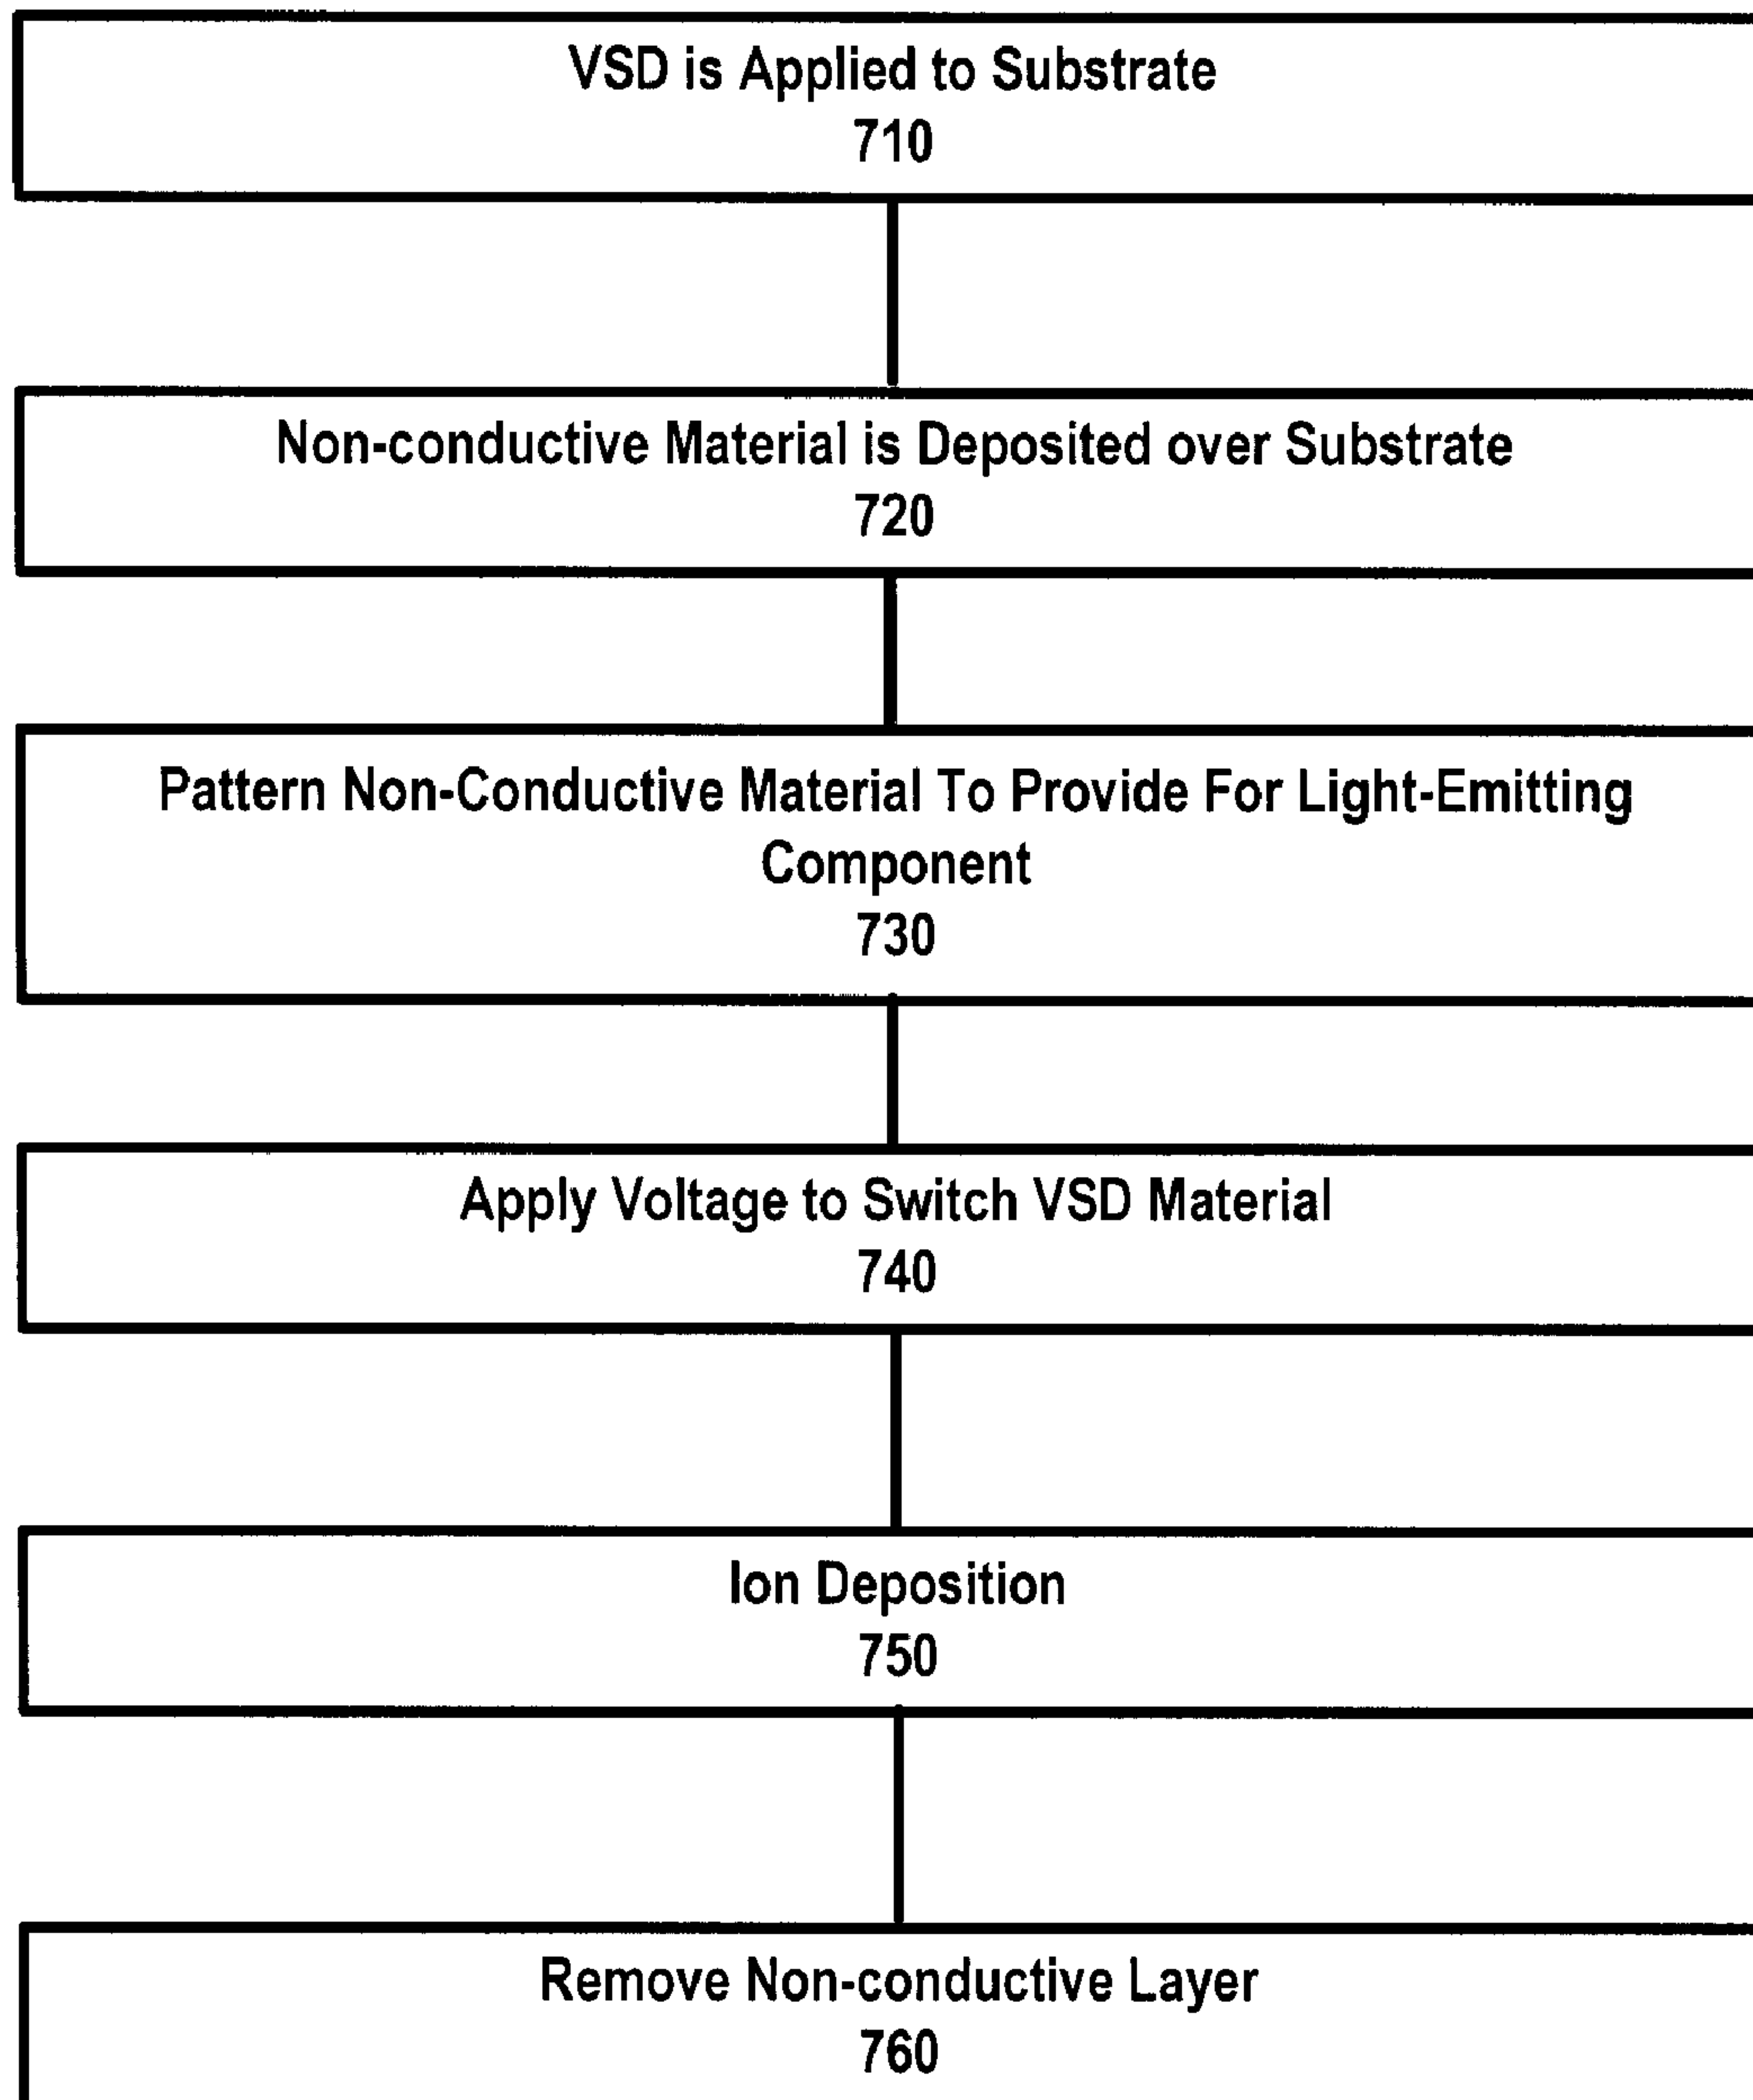 VSD is Applied to Substrate
710
Non-conductive Material is Deposited over Substrate
720
Pattern Non-Conductive Material To Provide For Light-Emitting
Component
730
Apply Voltage to Switch VSD Material
740
Ion Deposition
750
Remove Non-conductive Layer
760